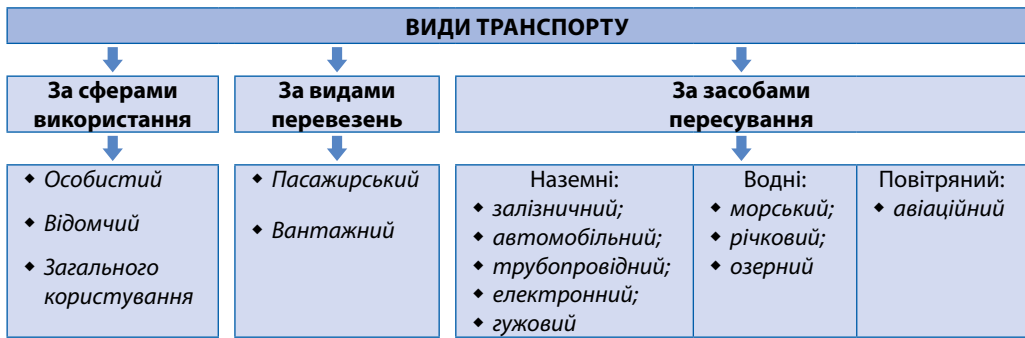 ВИДИ ТРАНСПОРТУ
За сферами
використання
За видами
перевезень
За засобами
пересування
◆ Особистий
◆ Відомчий
◆ Загального
користування
◆ Пасажирський
◆ Вантажний
Наземні:
◆ залізничний;
◆ автомобільний;
◆ трубопровідний;
◆ електронний;
◆ гужовий
Водні:
◆ морський;
◆ річковий;
◆ озерний
Повітряний:
◆ авіаційний